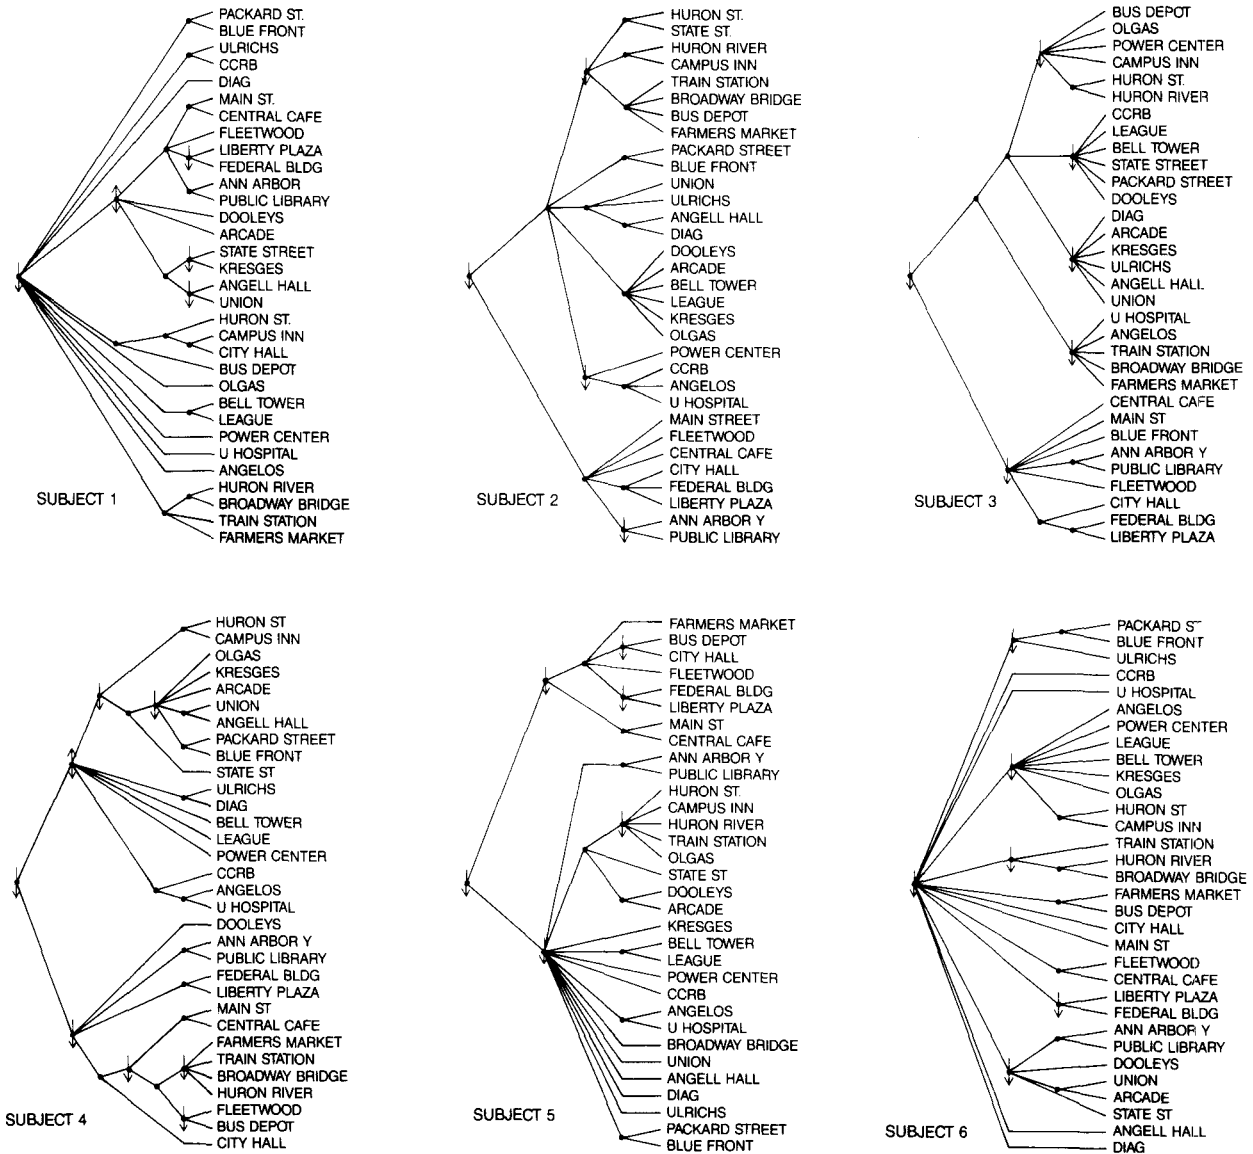 PACKARD ST.
BLUE FRONT
ULRICHS
CCRB
DIAG
MAIN ST.
CENTRAL CAFE
FLEETWOOD
LIBERTY PLAZA
FEDERAL BLDG
ANN ARBOR
PUBLIC LIBRARY
DOOLEYS
ARCADE
STATE STREET
KRESGES
ANGELL HALL
UNION
HURON ST.
CAMPUS INN
CITY HALL
BUS DEPOT
OLGAS
BELL TOWER
LEAGUE
POWER CENTER
U HOSPITAL
ANGELOS
HURON RIVER
BROADWAY BRIDGE
TRAIN STATION
FARMERS MARKET
SUBJECT 1
HURON ST.
STATE ST.
HURON RIVER
CAMPUS INN
TRAIN STATION
BROADWAY BRIDGE
BUS DEPOT
FARMERS MARKET
PACKARD STREET
BLUE FRONT
UNION
ULRICHS
ANGELL HALL
DIAG
DOOLEYS
ARCADE
BELL TOWER
LEAGUE
KRESGES
OLGAS
POWER CENTER
CCRB
ANGELOS
U HOSPITAL
MAIN STREET
FLEETWOOD
CENTRAL CAFE
CITY HALL
FEDERAL BLDG
LIBERTY PLAZA
ANN ARBOR Y
PUBLIC LIBRARY
SUBJECT 2
BUS DEPOT
OLGAS
POWER CENTER
CAMPUS INN
HURON ST.
HURON RIVER
CCRB
LEAGUE
BELL TOWER
STATE STREET
PACKARD STREET
DOOLEYS
DIAG
ARCADE
KRESGES
ULRICHS
ANGELL HALL
UNION
U HOSPITAL
ANGELOS
TRAIN STATION
BROADWAY BRIDGE
FARMERS MARKET
CENTRAL CAFE
MAIN ST
BLUE FRONT
ANN ARBOR Y
PUBLIC LIBRARY
FLEETWOOD
CITY HALL
FEDERAL BLDG
LIBERTY PLAZA
SUBJECT 3
HURON ST
CAMPUS INN
OLGAS
KRESGES
ARCADE
UNION
ANGELL HALL
PACKARD STREET
BLUE FRONT
STATE ST
ULRICHS
DIAG
BELL TOWER
LEAGUE
POWER CENTER
CCRB
ANGELOS
U HOSPITAL
DOOLEYS
ANN ARBOR Y
PUBLIC LIBRARY
FEDERAL BLDG
LIBERTY PLAZA
MAIN ST
CENTRAL CAFE
FARMERS MARKET
TRAIN STATION
BROADWAY BRIDGE
HURON RIVER
FLEETWOOD
BUS DEPOT
CITY HALL
SUBJECT 4
FARMERS MARKET
BUS DEPOT
CITY HALL
FLEETWOOD
FEDERAL BLDG
LIBERTY PLAZA
MAIN ST
CENTRAL CAFE
ANN ARBOR Y
PUBLIC LIBRARY
HURON ST.
CAMPUS INN
HURON RIVER
TRAIN STATION
OLGAS
STATE ST
DOOLEYS
ARCADE
KRESGES
BELL TOWER
LEAGUE
POWER CENTER
CCRB
ANGELOS
U HOSPITAL
BROADWAY BRIDGE
UNION
ANGELL HALL
DIAG
ULRICHS
PACKARD STREET
BLUE FRONT
SUBJECT 5
PACKARD ST
BLUE FRONT
ULRICHS
CCRB
U HOSPITAL
ANGELOS
POWER CENTER
LEAGUE
BELL TOWER
KRESGES
OLGAS
HURON ST
CAMPUS INN
TRAIN STATION
HURON RIVER
BROADWAY BRIDGE
FARMERS MARKET
BUS DEPOT
CITY HALL
MAIN ST
FLEETWOOD
CENTRAL CAFE
LIBERTY PLAZA
FEDERAL BLDG
ANN ARBOR Y
PUBLIC LIBRARY
DOOLEYS
UNION
ARCADE
STATE ST
ANGELL HALL
DIAG
SUBJECT 6